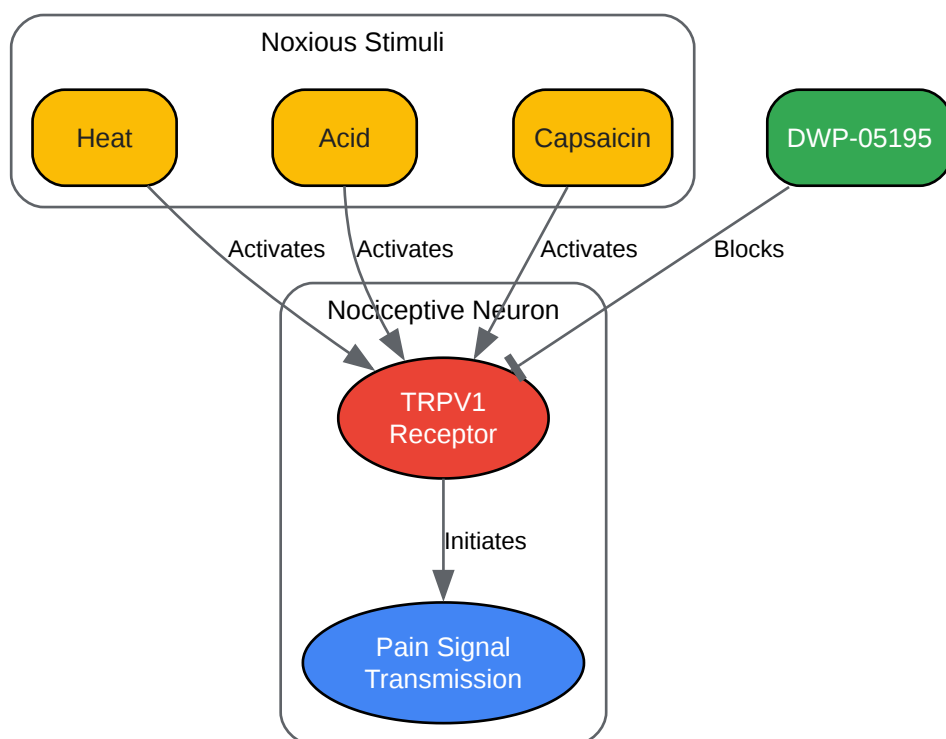 Noxious Stimuli
Heat
Acid
Capsaicin
DWP-05195
Activates
Activates
Activates
Blocks
Nociceptive Neuron
TRPV1
Receptor
Initiates
Pain Signal
Transmission